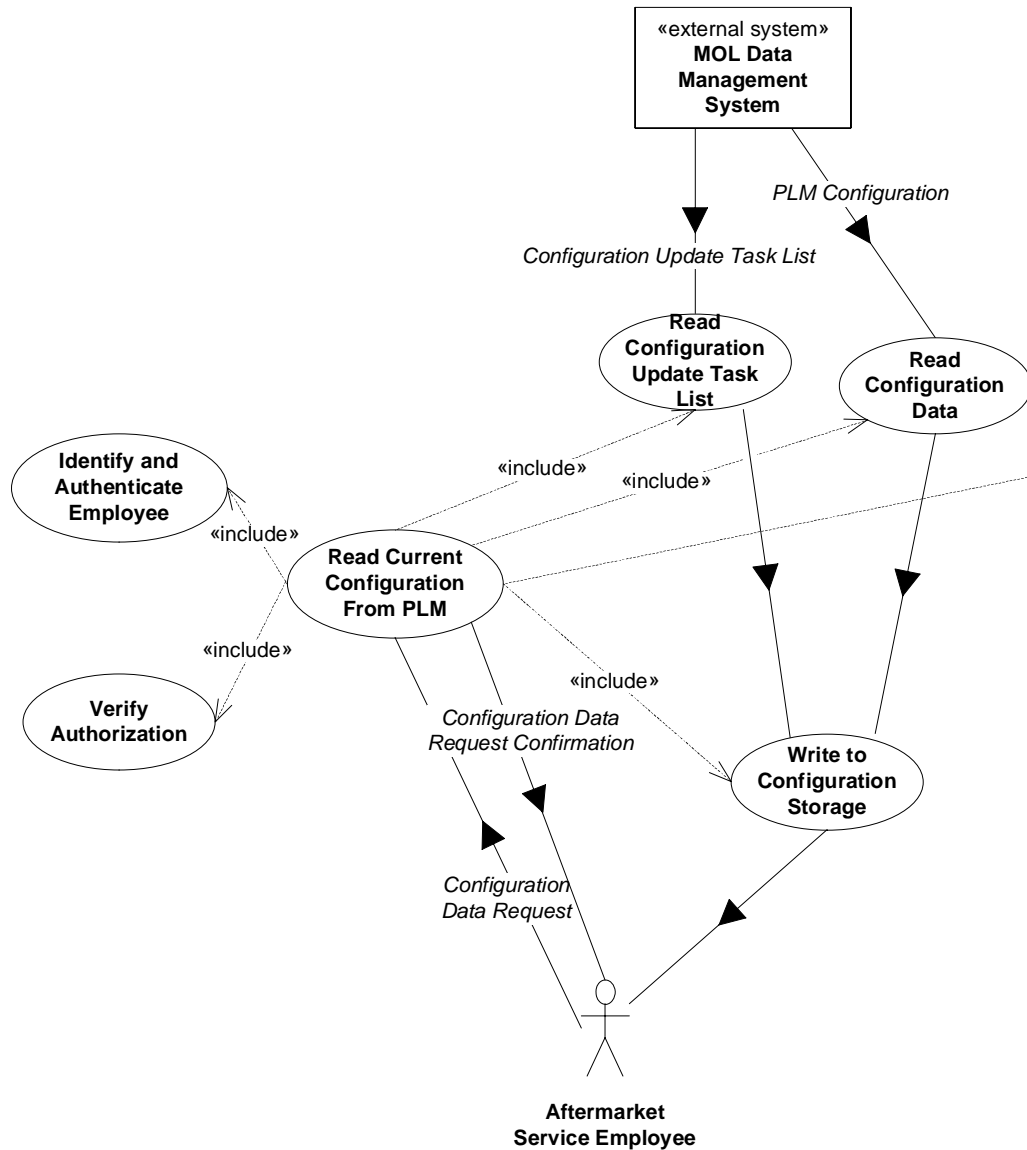 «external system»
MOL Data
Management
System
PLM Configuration
Configuration Update Task List
Read
Configuration
Update Task
List
Read
Configuration
Data
«include»
«include»
Identify and
Authenticate
Employee
«include»
Read Current
Configuration
From PLM
«include»
«include»
Verify
Authorization
Configuration Data
Request Confirmation
Write to
Configuration
Storage
Configuration
Data Request
Aftermarket
Service Employee